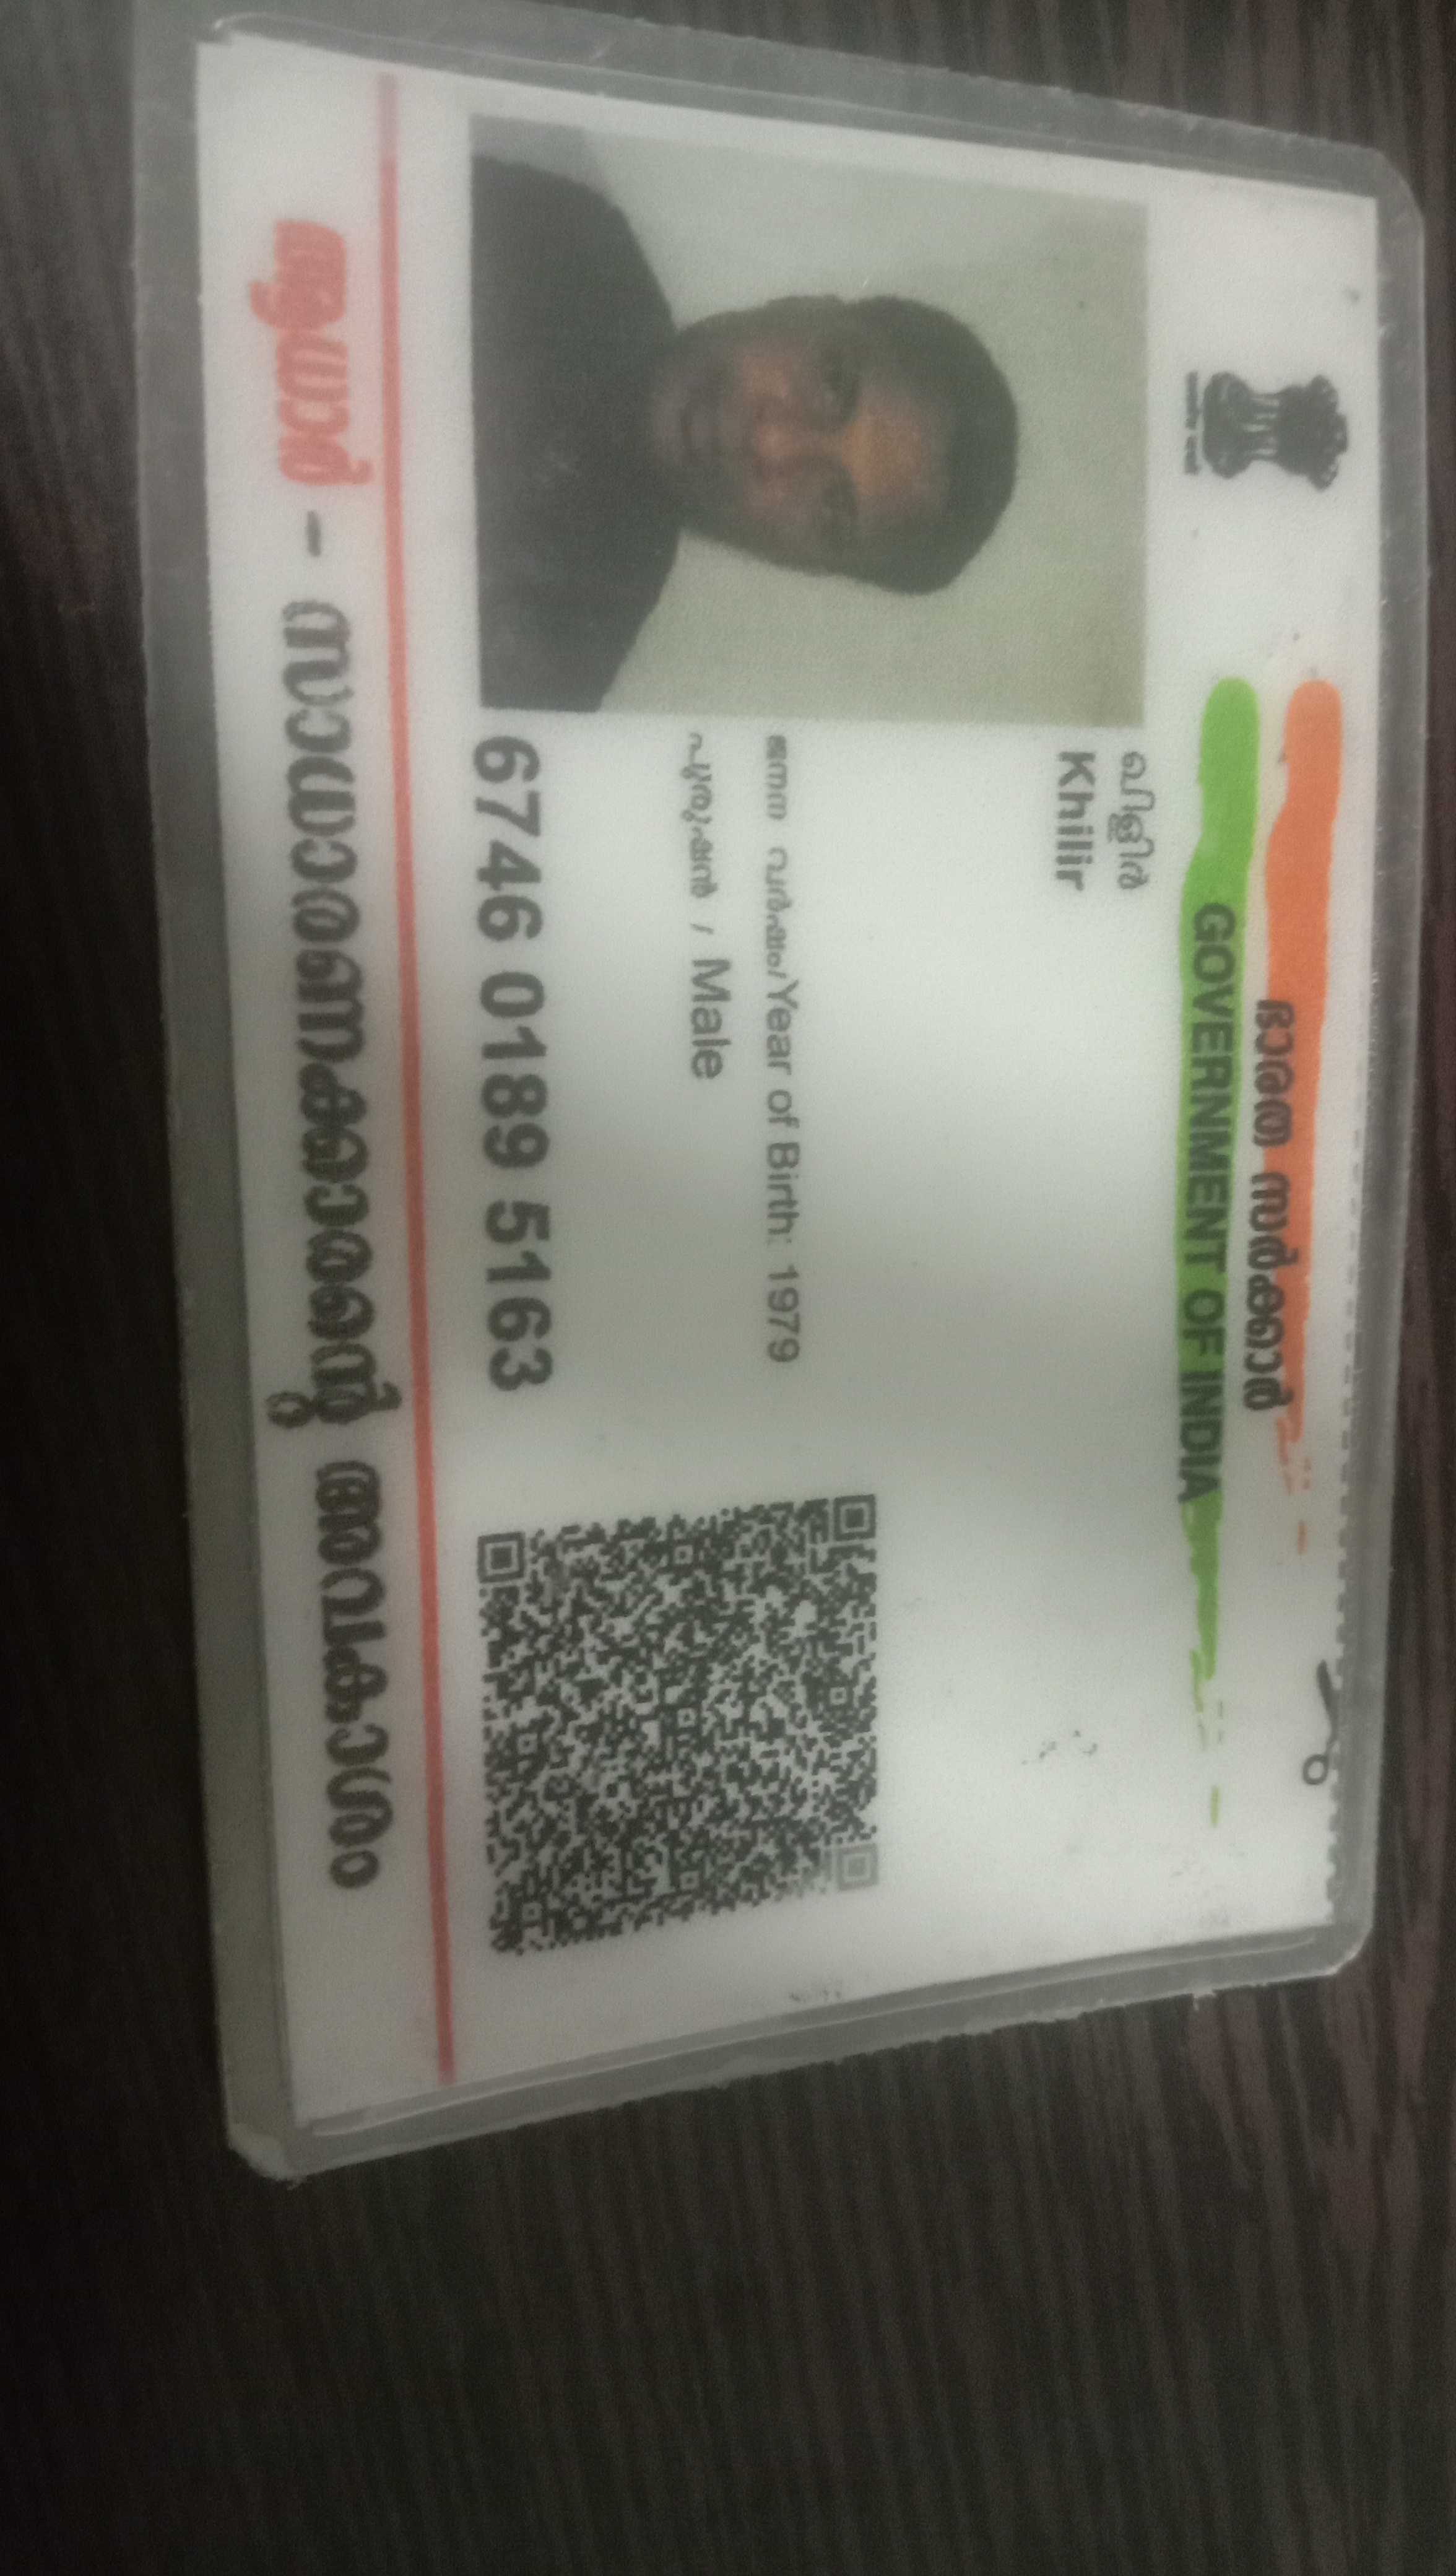 ഭാരത സർക്കാർ
GOVERNMENT OF INDIA
ഖിളിർ
Khilir
ജനന വർഷം/Year of Birth: 1979
പുരുഷൻ / Male
6746 0189 5163
ആധാർ - സാധാരണക്കാരന്റെ അവകാശം